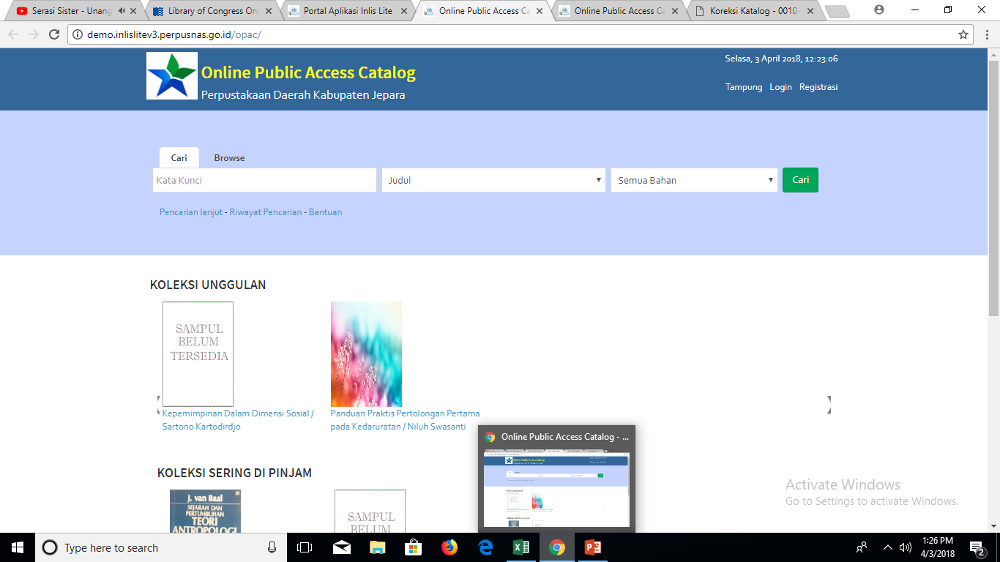 Serasi Sister - Unang
Library of Congress Onl
Portal Aplikasi Inlis Lite
Online Public Access Ca
Online Public Access Ca
Koreksi Katalog - 0010-
demo.inlislitev3.perpusnas.go.id/opac/
Selasa, 3 April 2018, 12:23:06
Online Public Access Catalog
Perpustakaan Daerah Kabupaten Jepara
Tampung Login Registrasi
Cari Browse
Kata Kunci Judul Semua Bahan Cari
Pencarian lanjut - Riwayat Pencarian - Bantuan
KOLEKSI UNGGULAN
SAMPUL
BELUM
TERSEDIA
Kepemimpinan Dalam Dimensi Sosial /
Sartono Kartodirdjo
Panduan Praktis Pertolongan Pertama
pada Kedaruratan / Niluh Swasanti
KOLEKSI SERING DI PINJAM
J. van Baal
SEJARAH DAN
PERTUMBUHAN
TEORI
ANTROPOLOGI
SAMPUL
BELUM
Online Public Access Catalog - ...
Activate Windows
Go to Settings to activate Windows.
Type here to search
1:26 PM
4/3/2018
2